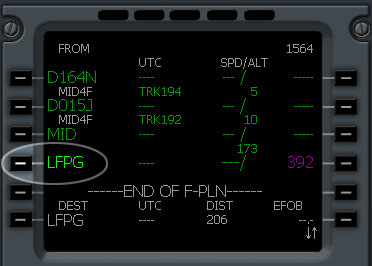 FROM 1564
UTC SPD/ALT
D164N ---- --- / -----
MID4F TRK194 5
D015J ---- --- / -----
MID4F TRK192 10
MID ---- --- / -----
173
LFPG ---- ----/ 392
------END OF F-PLN------
DEST UTC DIST EFOB
LFPG ---- 206 --.-
↓↑